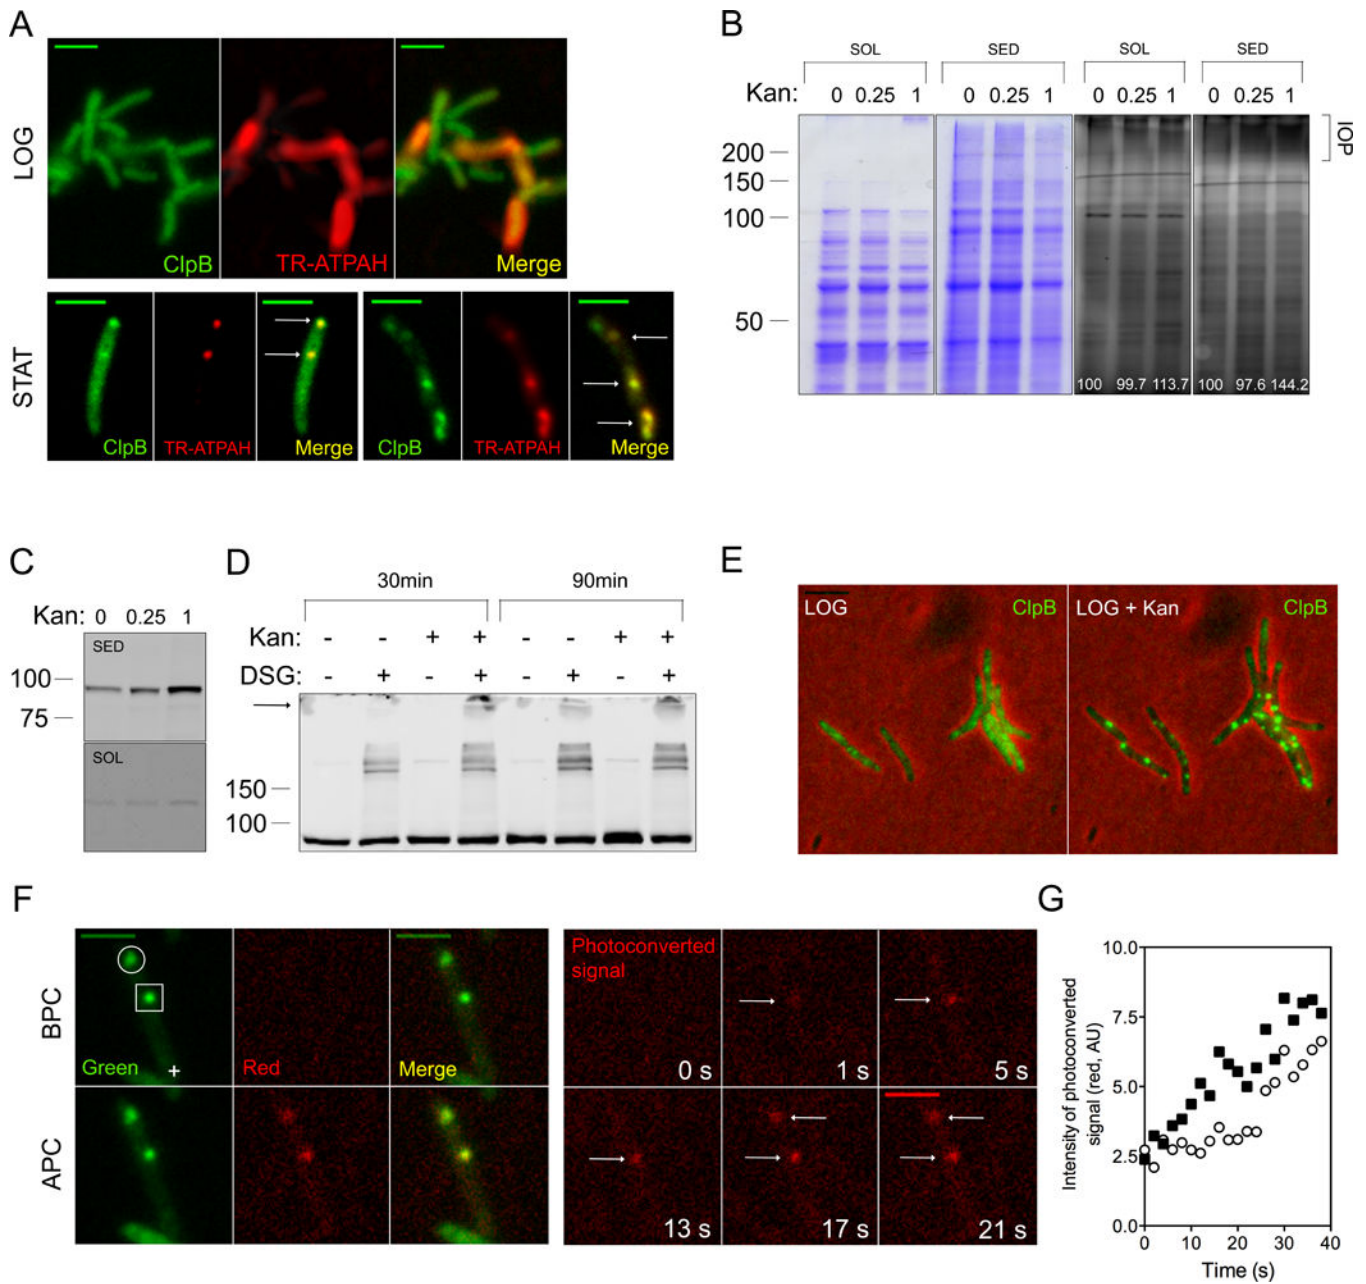 A
LOG
ClpB
TR-ATPAH
Merge
STAT
ClpB
TR-ATPAH
Merge
ClpB
TR-ATPAH
Merge
B
SOL
SED
SOL
SED
Kan: 0 0.25 1 0 0.25 1 0 0.25 1 0 0.25 1
IOP
200
150
100
50
100 99.7 113.7 100 97.6 144.2
C
Kan: 0 0.25 1
SED
100
75
SOL
D
30min
90min
Kan: - - + + - - + +
DSG: - + - + - + - +
150
100
E
LOG
ClpB
LOG + Kan
ClpB
F
BPC
Green
+
Red
Merge
APC
Photoconverted
signal
0 s
1 s
5 s
13 s
17 s
21 s
G
Intensity of photoconverted
signal (red, AU)
10.0
7.5
5.0
2.5
0.0
0 10 20 30 40
Time (s)